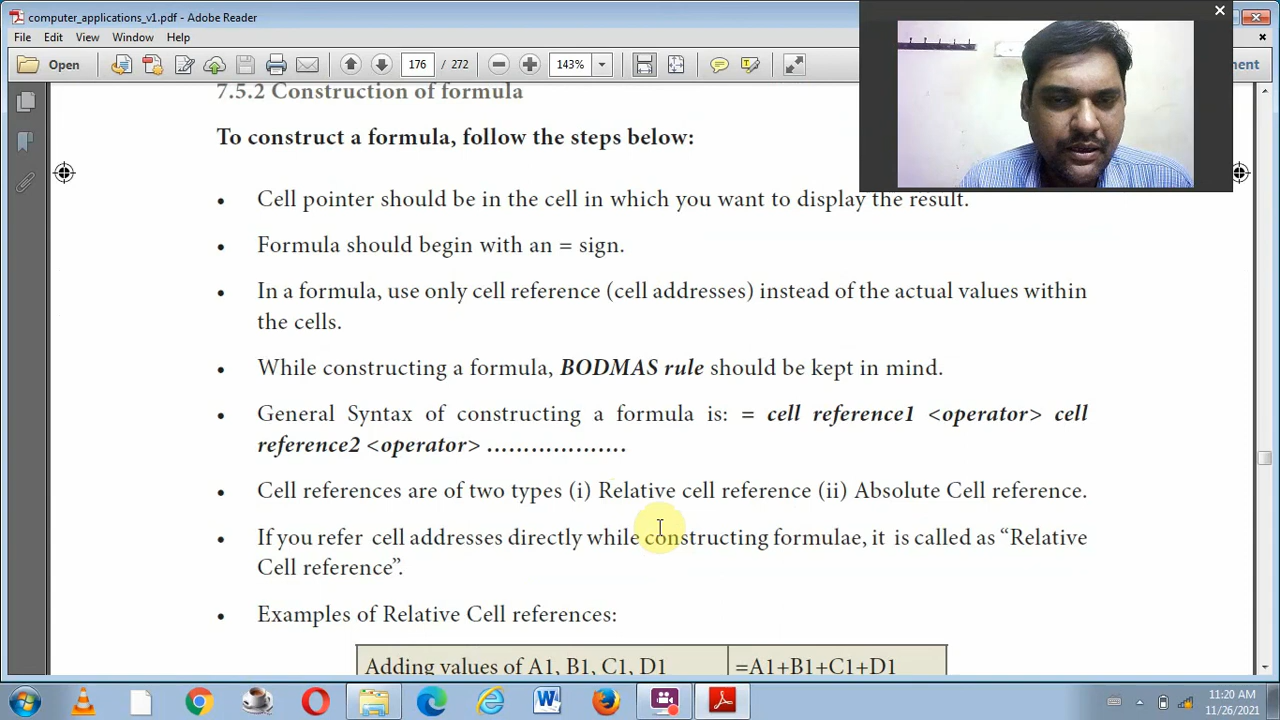 computer_applications_v1.pdf - Adobe Reader
File Edit View Window Help
Open 176 / 272 143% ment
7.5.2 Construction of formula
To construct a formula, follow the steps below:
• Cell pointer should be in the cell in which you want to display the result.
• Formula should begin with an = sign.
• In a formula, use only cell reference (cell addresses) instead of the actual values within
the cells.
• While constructing a formula, BODMAS rule should be kept in mind.
• General Syntax of constructing a formula is: = cell reference1 <operator> cell
reference2 <operator> ...................
• Cell references are of two types (i) Relative cell reference (ii) Absolute Cell reference.
• If you refer cell addresses directly while constructing formulae, it is called as “Relative
Cell reference”.
• Examples of Relative Cell references:
Adding values of A1, B1, C1, D1 =A1+B1+C1+D1
11:20 AM
11/26/2021